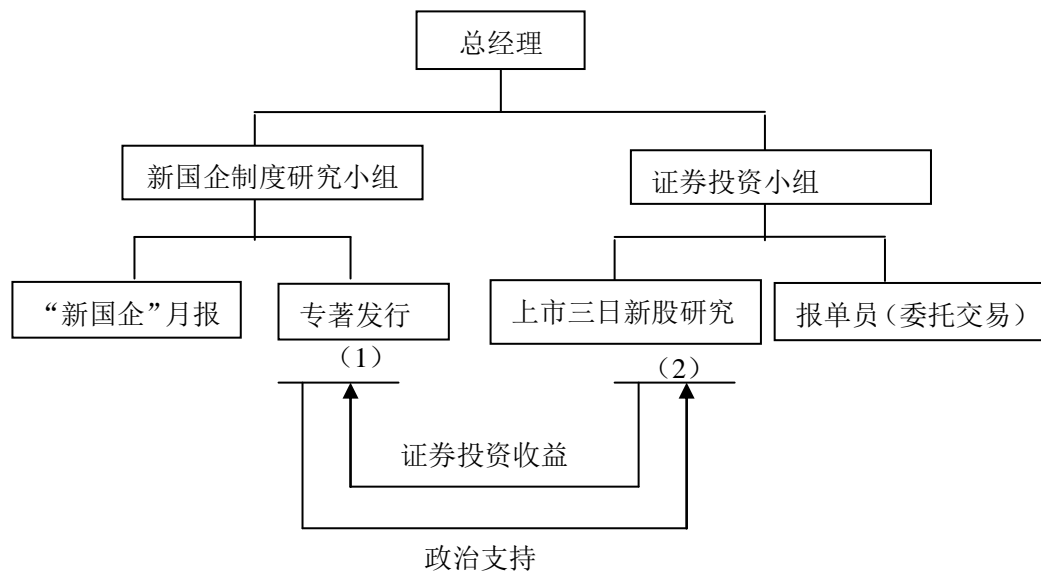 总经理
新国企制度研究小组
证券投资小组
“新国企”月报
专著发行
上市三日新股研究
报单员（委托交易）
（1）
（2）
证券投资收益
政治支持